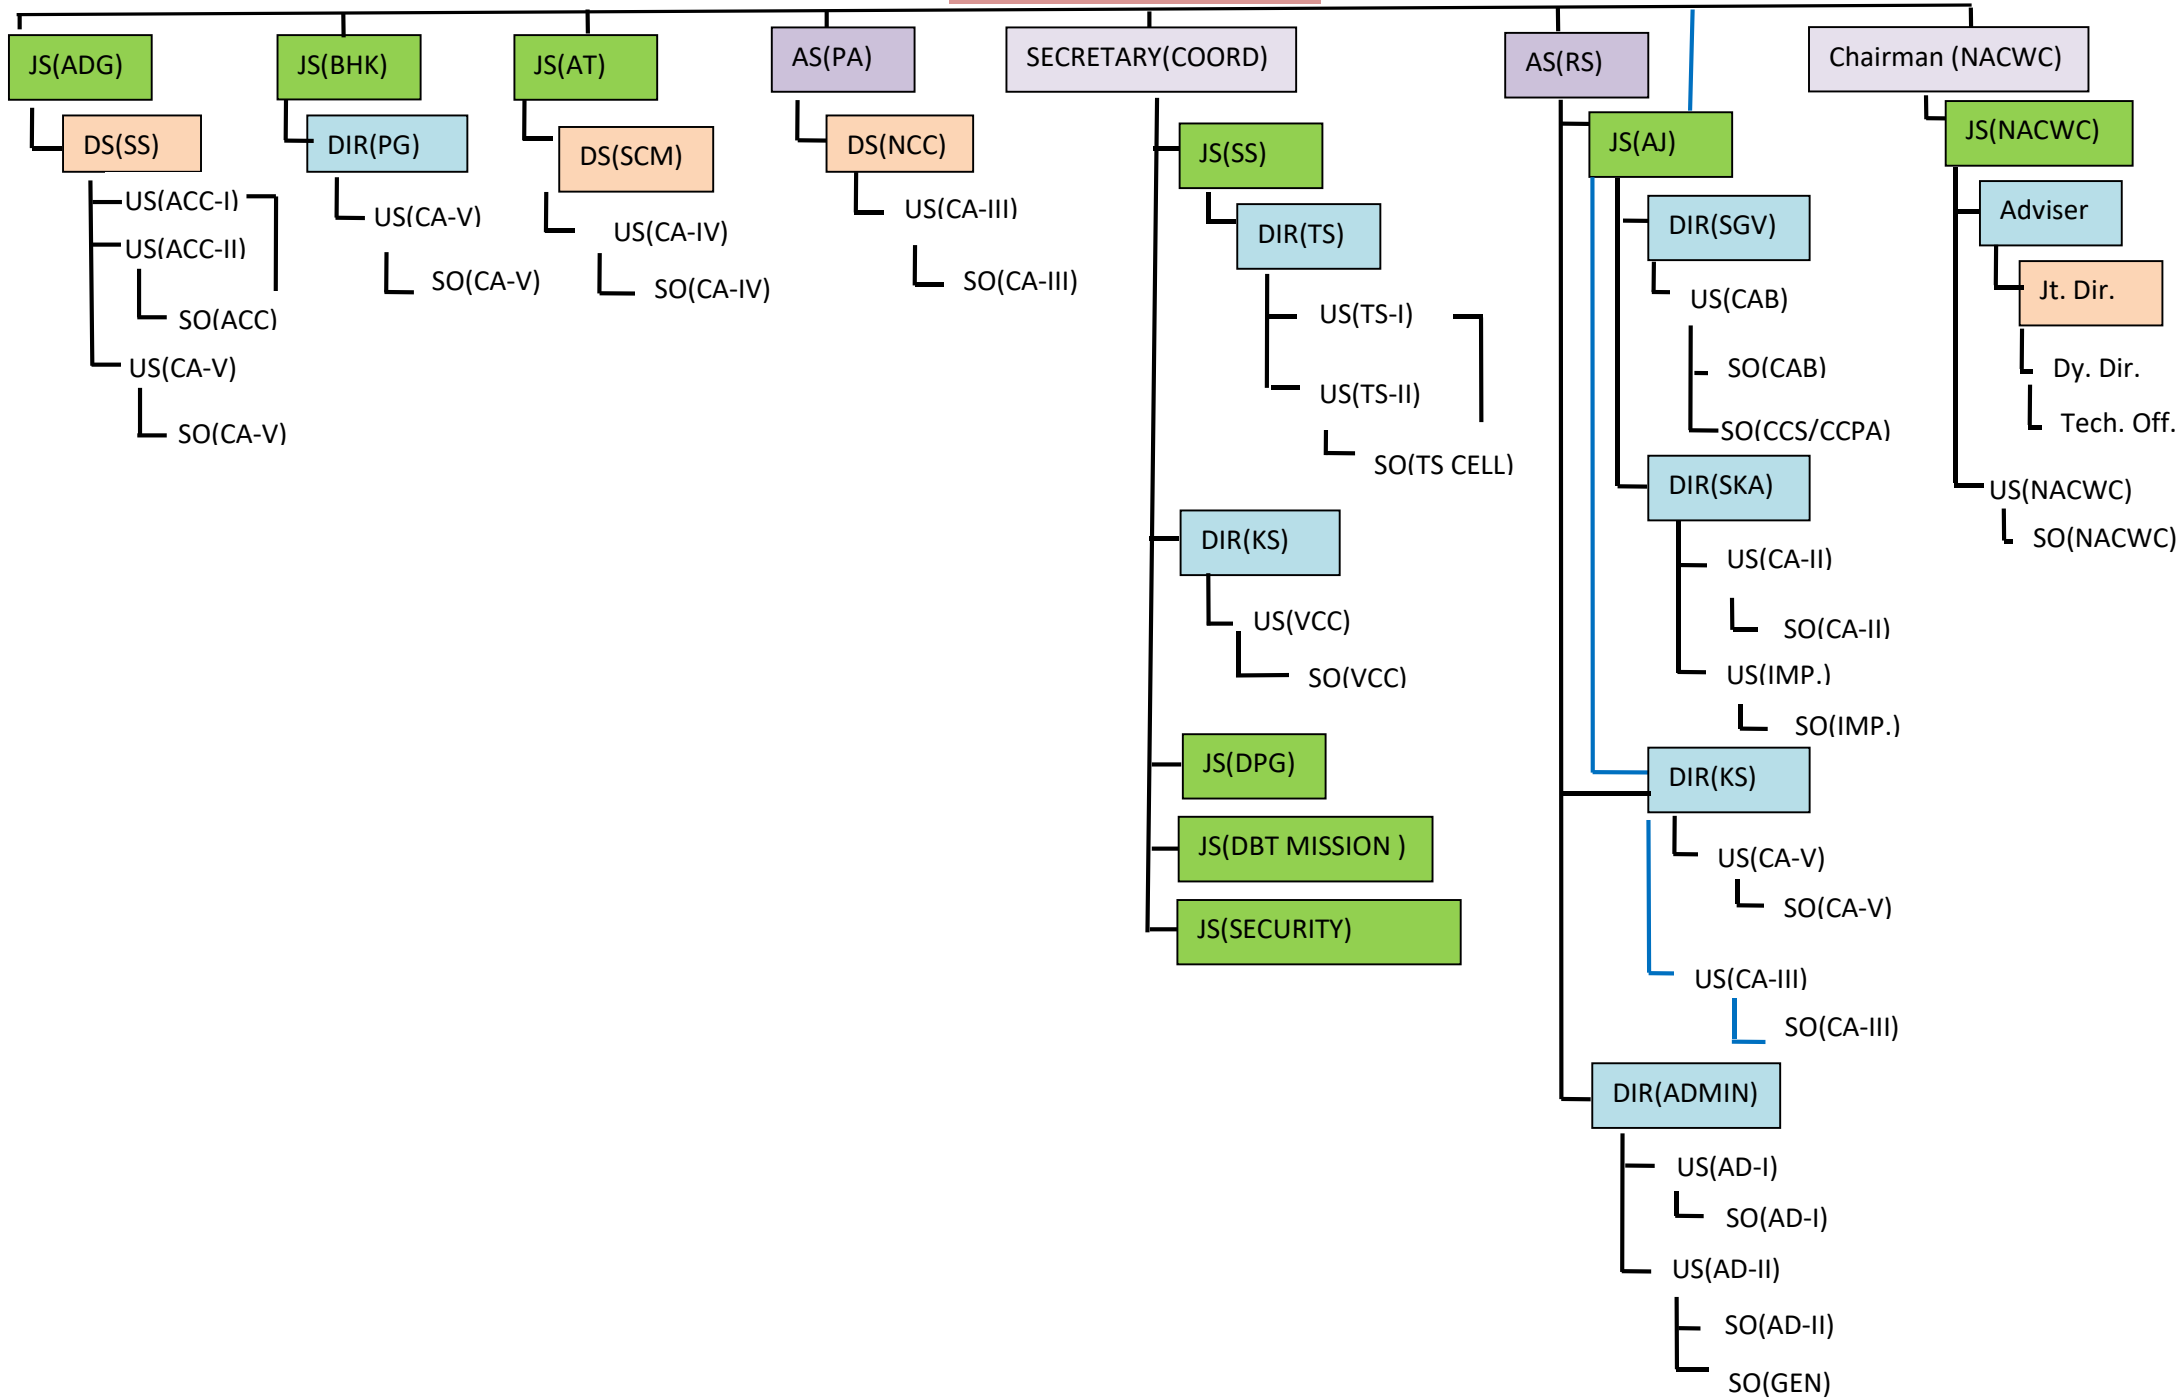 JS(ADG)
DS(SS)
US(ACC-I)
US(ACC-II)
SO(ACC)
US(CA-V)
SO(CA-V)
JS(BHK)
DIR(PG)
US(CA-V)
SO(CA-V)
JS(AT)
DS(SCM)
US(CA-IV)
SO(CA-IV)
AS(PA)
DS(NCC)
US(CA-III)
SO(CA-III)
SECRETARY(COORD)
JS(SS)
DIR(TS)
US(TS-I)
US(TS-II)
SO(TS CELL)
DIR(KS)
US(VCC)
SO(VCC)
JS(DPG)
JS(DBT MISSION )
JS(SECURITY)
AS(RS)
JS(AJ)
DIR(SGV)
US(CAB)
SO(CAB)
SO(CCS/CCPA)
DIR(SKA)
US(CA-II)
SO(CA-II)
US(IMP.)
SO(IMP.)
DIR(KS)
US(CA-V)
SO(CA-V)
US(CA-III)
SO(CA-III)
DIR(ADMIN)
US(AD-I)
SO(AD-I)
US(AD-II)
SO(AD-II)
SO(GEN)
Chairman (NACWC)
JS(NACWC)
Adviser
Jt. Dir.
Dy. Dir.
Tech. Off.
US(NACWC)
SO(NACWC)